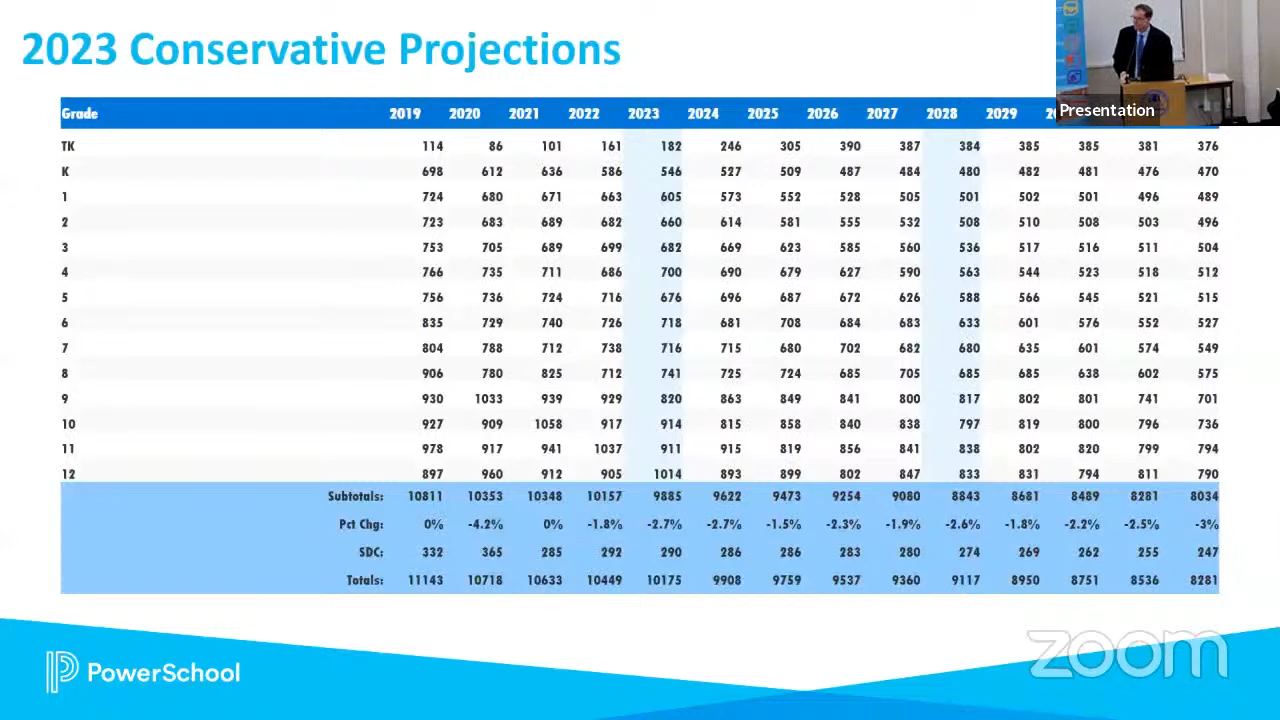 2023 Conservative Projections
Presentation
Grade 2019 2020 2021 2022 2023 2024 2025 2026 2027 2028 2029
TK 114 86 101 161 182 246 305 390 387 384 385 385 381 376
K 698 612 636 586 546 527 509 487 484 480 482 481 476 470
1 724 680 671 663 605 573 552 528 505 501 502 501 496 489
2 723 683 689 682 660 614 581 555 532 508 510 508 503 496
3 753 705 689 699 682 669 623 585 560 536 517 516 511 504
4 766 735 711 686 700 690 679 627 590 563 544 523 518 512
5 756 736 724 716 676 696 687 672 626 588 566 545 521 515
6 835 729 740 726 718 681 708 684 683 633 601 576 552 527
7 804 788 712 738 716 715 680 702 682 680 635 601 574 549
8 906 780 825 712 741 725 724 685 705 685 685 638 602 575
9 930 1033 939 929 820 863 849 841 800 817 802 801 741 701
10 927 909 1058 917 914 815 858 840 838 797 819 800 796 736
11 978 917 941 1037 911 915 819 856 841 838 802 820 799 794
12 897 960 912 905 1014 893 899 802 847 833 831 794 811 790
Subtotals: 10811 10353 10348 10157 9885 9622 9473 9254 9080 8843 8681 8489 8281 8034
Pct Chg: 0% -4.2% 0% -1.8% -2.7% -2.7% -1.5% -2.3% -1.9% -2.6% -1.8% -2.2% -2.5% -3%
SDC: 332 365 285 292 290 286 286 283 280 274 269 262 255 247
Totals: 11143 10718 10633 10449 10175 9908 9759 9537 9360 9117 8950 8751 8536 8281
PowerSchool
zoom